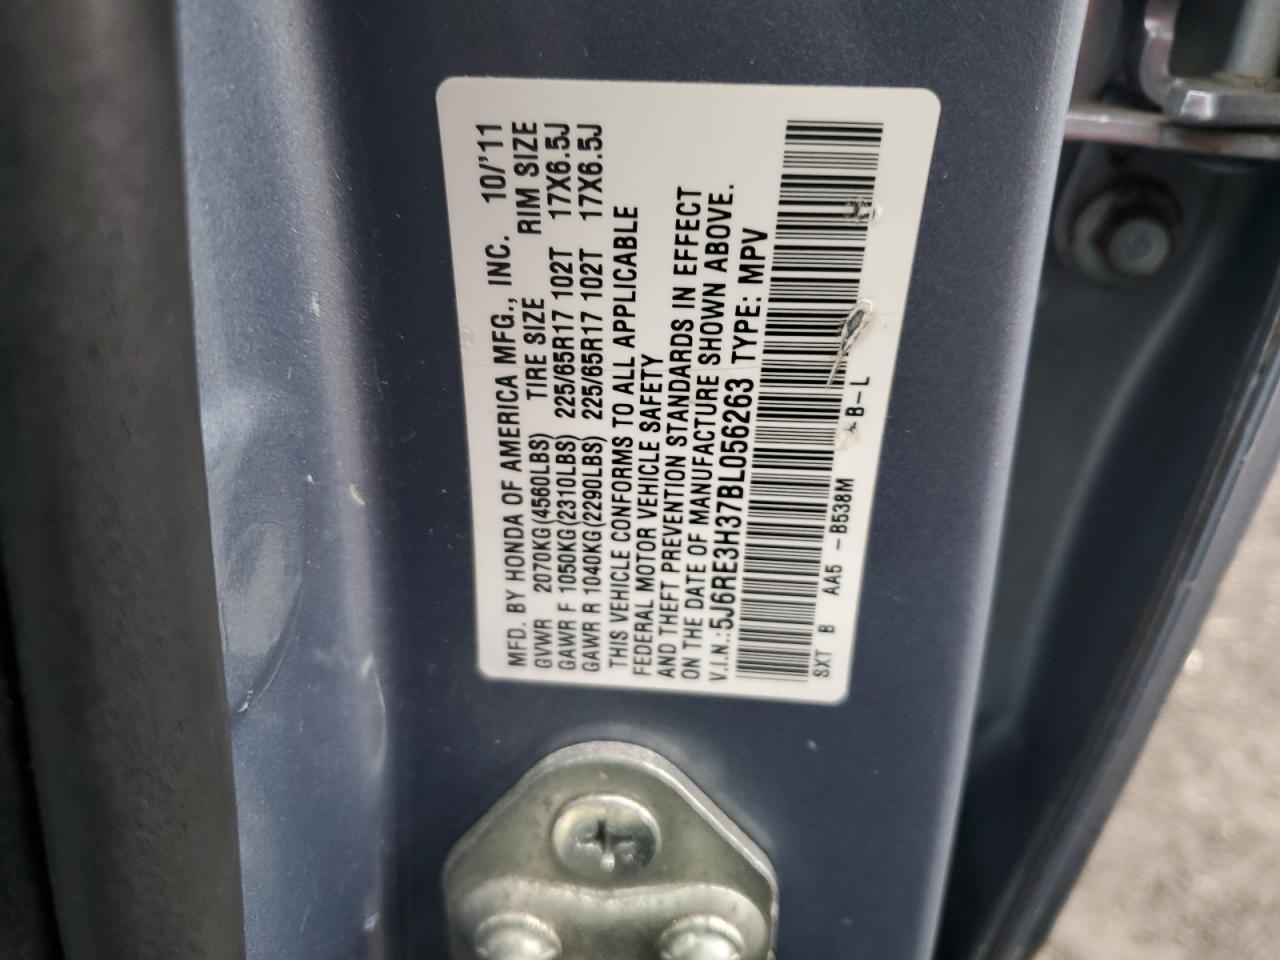 MFD. BY HONDA OF AMERICA MFG., INC. 10/'11
GVWR 2070KG(4560LBS) TIRE SIZE RIM SIZE
GAWR F 1050KG(2310LBS) 225/65R17 102T 17X6.5J
GAWR R 1040KG(2290LBS) 225/65R17 102T 17X6.5J
THIS VEHICLE CONFORMS TO ALL APPLICABLE
FEDERAL MOTOR VEHICLE SAFETY
AND THEFT PREVENTION STANDARDS IN EFFECT
ON THE DATE OF MANUFACTURE SHOWN ABOVE.
V.I.N.:5J6RE3H37BL056263 TYPE: MPV
SXT B AA5 -B538M -B-L